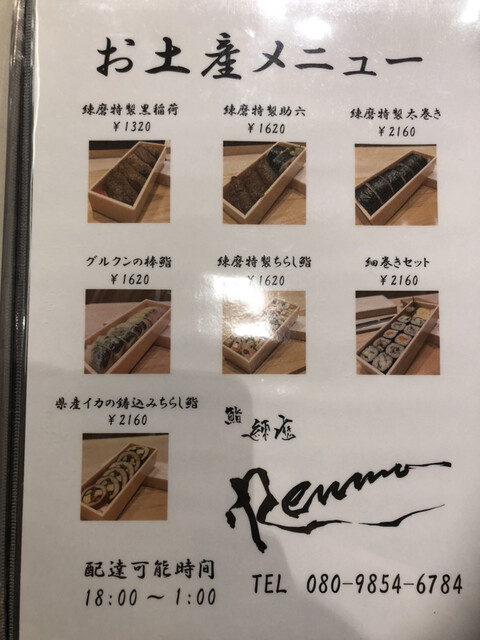 お土産メニュー
練磨特製黒稲荷
￥1320
練磨特製助六
￥1620
練磨特製太巻き
￥2160
グルクンの棒鮨
￥1620
練磨特製ちらし鮨
￥1620
細巻きセット
￥2160
県産イカの鋳込みちらし鮨
￥2160
鮨 練磨
Renma
配達可能時間
18:00～1:00
TEL 080-9854-6784